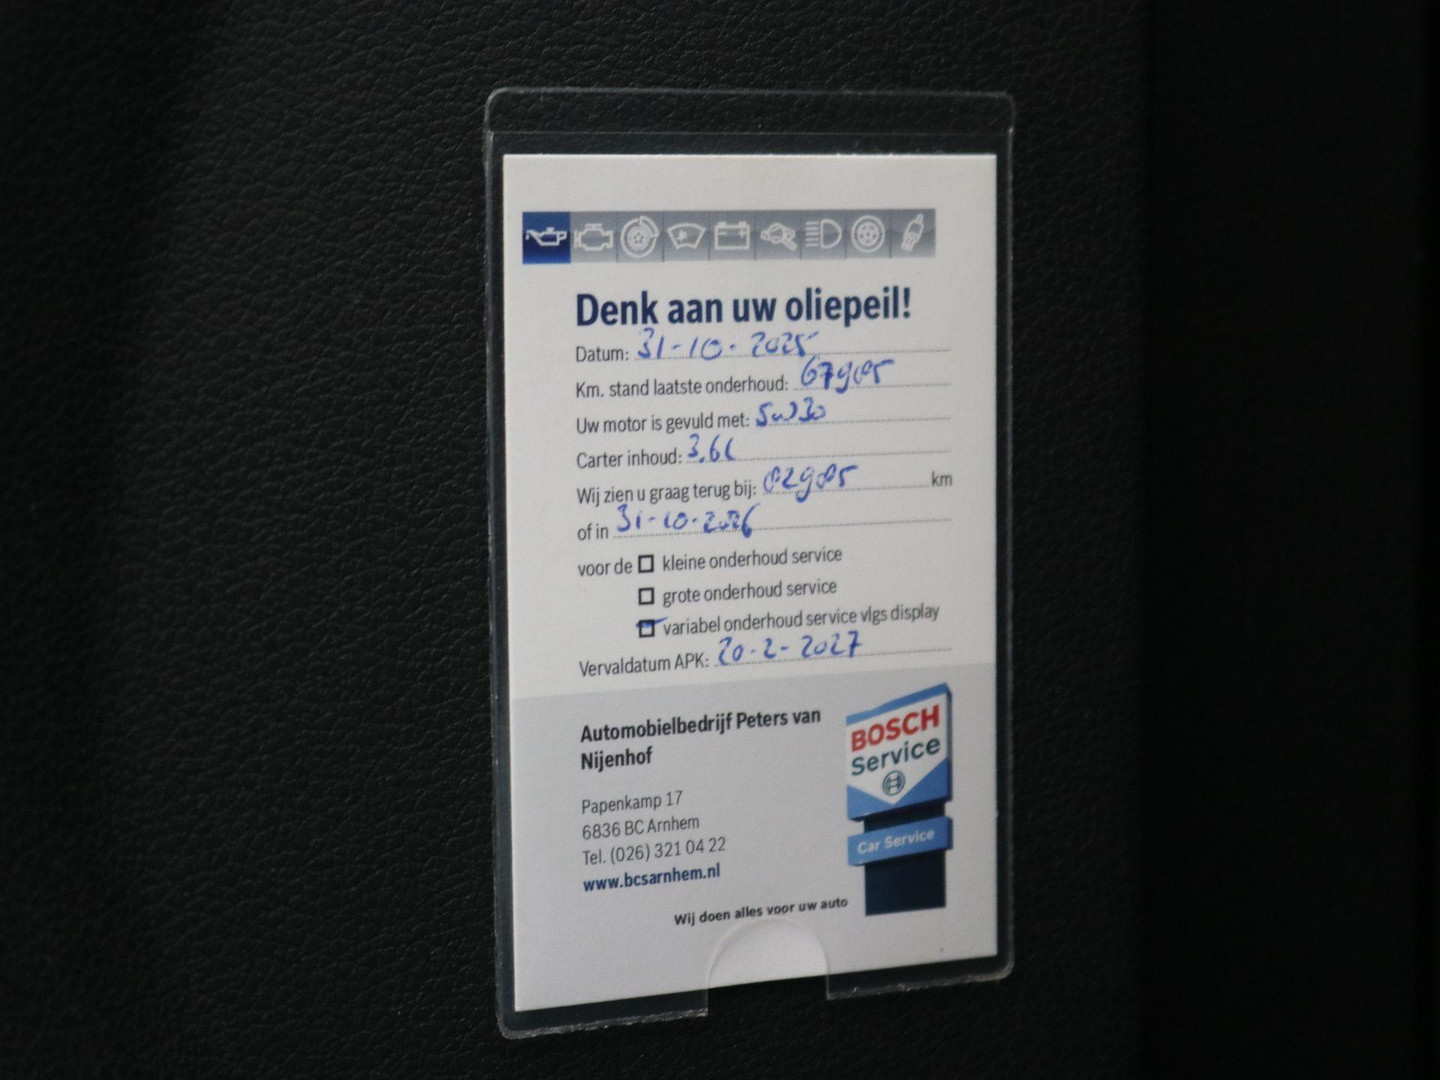 Denk aan uw oliepeil!
Datum: 31-10-2025
Km. stand laatste onderhoud: 67905
Uw motor is gevuld met: 5w30
Carter inhoud: 3.6l
Wij zien u graag terug bij: 82905 km
of in 31-10-2026
voor de kleine onderhoud service
grote onderhoud service
variabel onderhoud service vlgs display
Vervaldatum APK: 20-2-2027
Automobielbedrijf Peters van
Nijenhof
Papenkamp 17
6836 BC Arnhem
Tel. (026) 321 04 22
www.bcsarnhem.nl
Wij doen alles voor uw auto
BOSCH
Service
Car Service